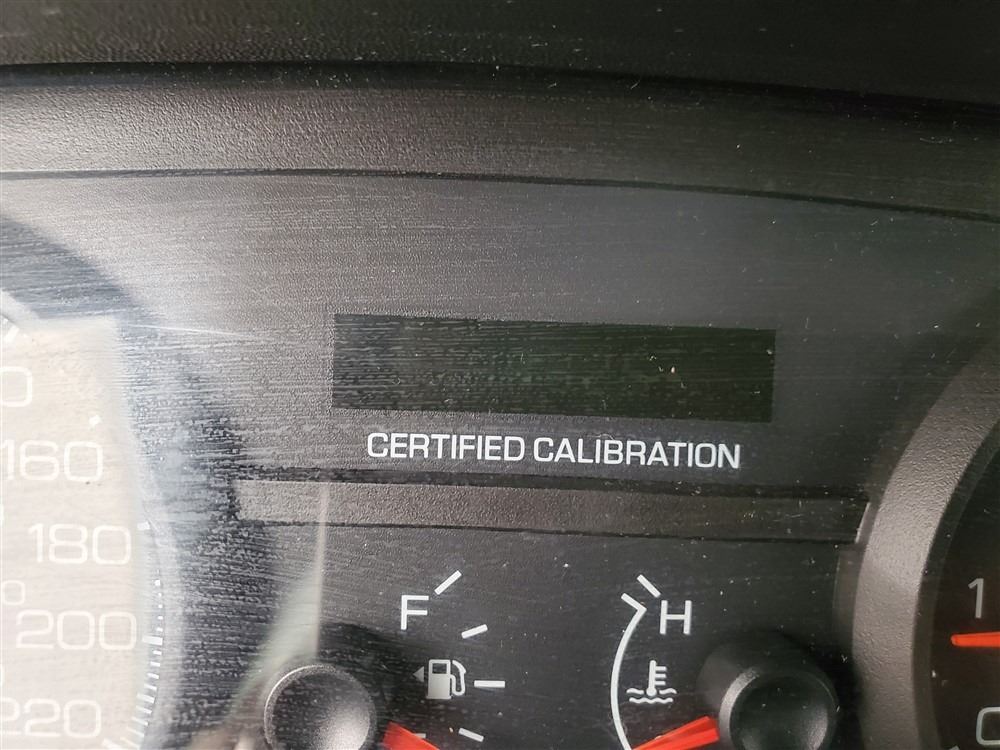 CERTIFIED CALIBRATION
160
180
200
220
F
H
1